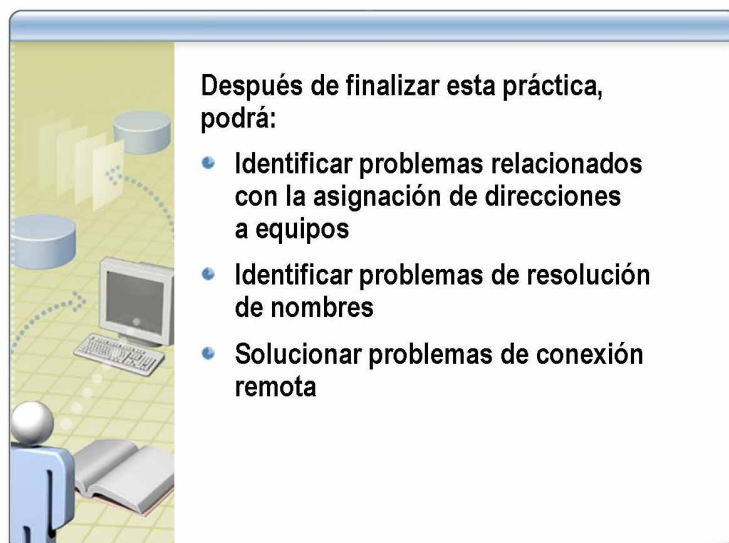 Después de finalizar esta práctica,
podrá:
Identificar problemas relacionados
con la asignación de direcciones
a equipos
Identificar problemas de resolución
de nombres
Solucionar problemas de conexión
remota